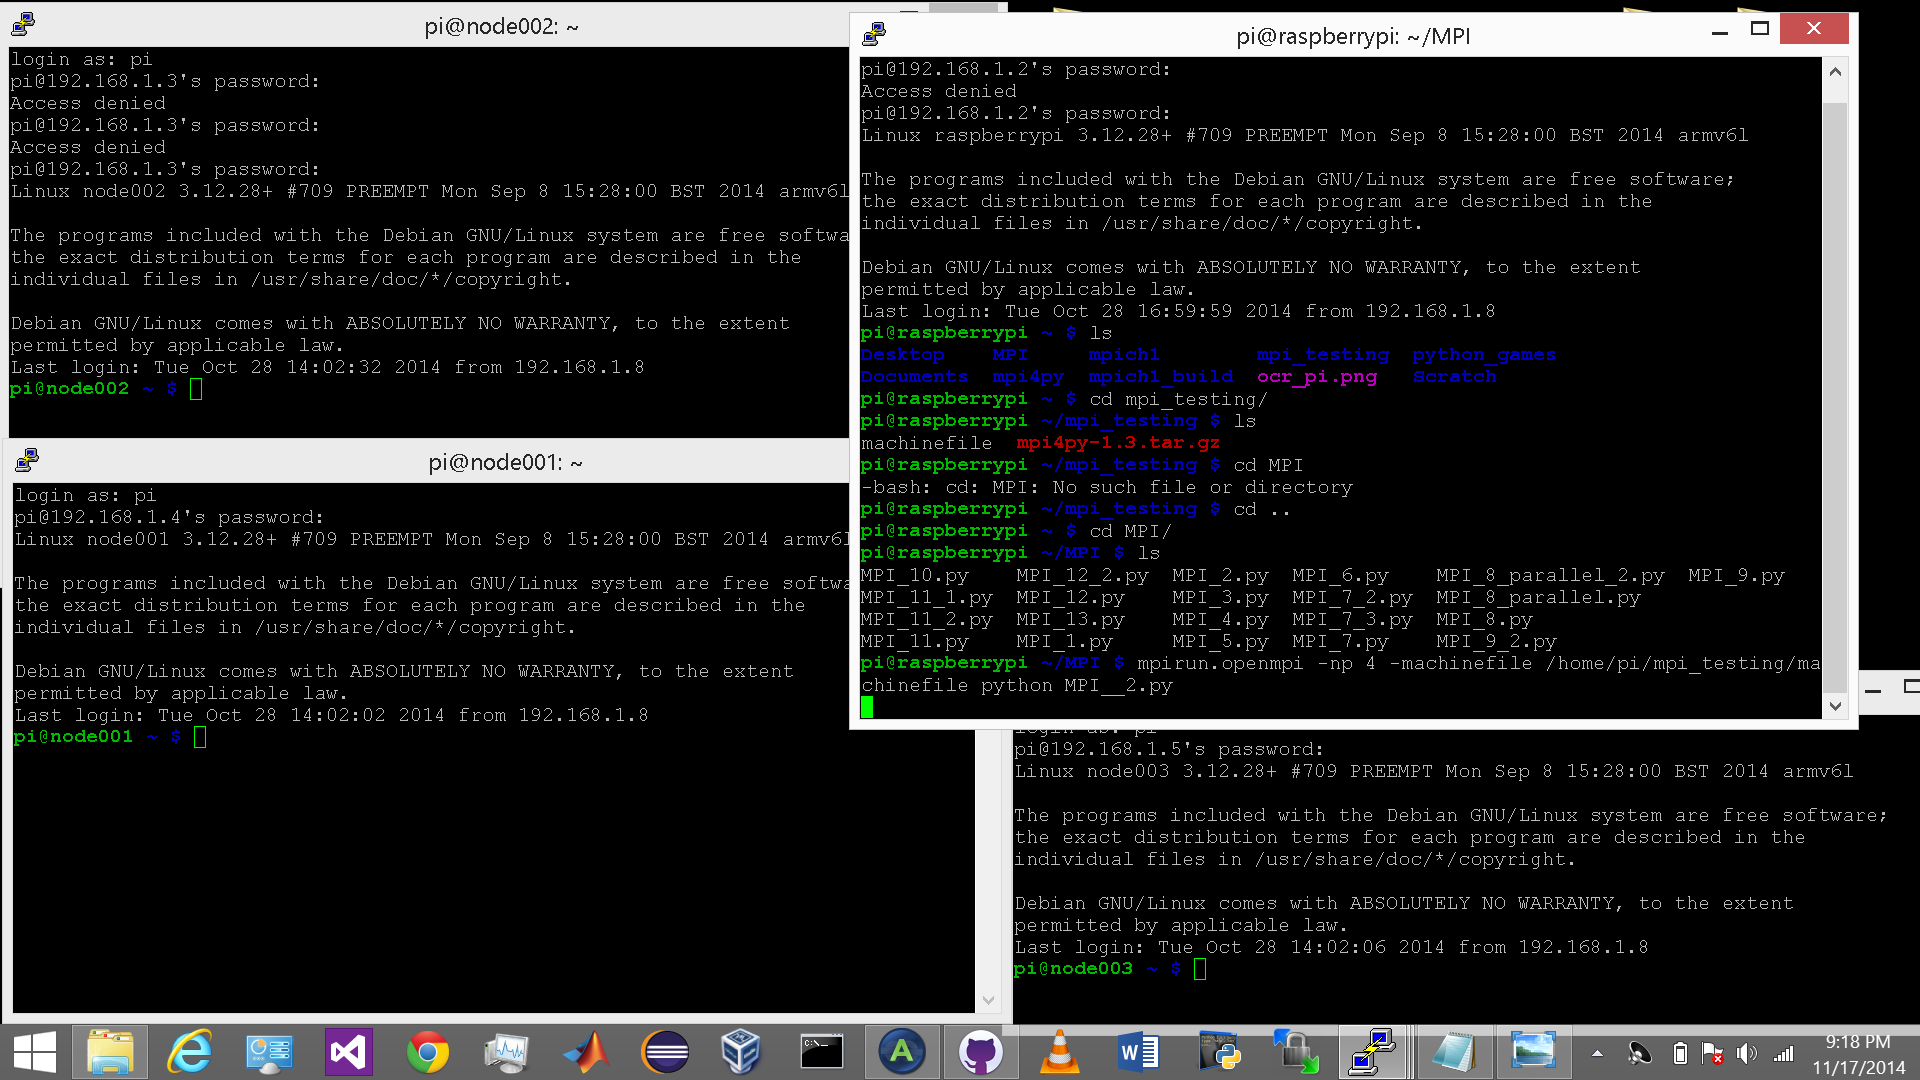 pi@node002: ~
login as: pi
pi@192.168.1.3's password:
Access denied
pi@192.168.1.3's password:
Access denied
pi@192.168.1.3's password:
Linux node002 3.12.28+ #709 PREEMPT Mon Sep 8 15:28:00 BST 2014 armv6l
The programs included with the Debian GNU/Linux system are free softwa
the exact distribution terms for each program are described in the
individual files in /usr/share/doc/*/copyright.
Debian GNU/Linux comes with ABSOLUTELY NO WARRANTY, to the extent
permitted by applicable law.
Last login: Tue Oct 28 14:02:32 2014 from 192.168.1.8
pi@node002 ~ $
pi@node001: ~
login as: pi
pi@192.168.1.4's password:
Linux node001 3.12.28+ #709 PREEMPT Mon Sep 8 15:28:00 BST 2014 armv6l
The programs included with the Debian GNU/Linux system are free softwa
the exact distribution terms for each program are described in the
individual files in /usr/share/doc/*/copyright.
Debian GNU/Linux comes with ABSOLUTELY NO WARRANTY, to the extent
permitted by applicable law.
Last login: Tue Oct 28 14:02:02 2014 from 192.168.1.8
pi@node001 ~ $
pi@raspberrypi: ~/MPI
pi@192.168.1.2's password:
Access denied
pi@192.168.1.2's password:
Linux raspberrypi 3.12.28+ #709 PREEMPT Mon Sep 8 15:28:00 BST 2014 armv6l
The programs included with the Debian GNU/Linux system are free software;
the exact distribution terms for each program are described in the
individual files in /usr/share/doc/*/copyright.
Debian GNU/Linux comes with ABSOLUTELY NO WARRANTY, to the extent
permitted by applicable law.
Last login: Tue Oct 28 16:59:59 2014 from 192.168.1.8
pi@raspberrypi ~ $ ls
Desktop MPI mpich1 mpi_testing python_games
Documents mpi4py mpich1_build ocr_pi.png Scratch
pi@raspberrypi ~ $ cd mpi_testing/
pi@raspberrypi ~/mpi_testing $ ls
machinefile mpi4py-1.3.tar.gz
pi@raspberrypi ~/mpi_testing $ cd MPI
-bash: cd: MPI: No such file or directory
pi@raspberrypi ~/mpi_testing $ cd ..
pi@raspberrypi ~ $ cd MPI/
pi@raspberrypi ~/MPI $ ls
MPI_10.py MPI_12_2.py MPI_2.py MPI_6.py MPI_8_parallel_2.py MPI_9.py
MPI_11_1.py MPI_12.py MPI_3.py MPI_7_2.py MPI_8_parallel.py
MPI_11_2.py MPI_13.py MPI_4.py MPI_7_3.py MPI_8.py
MPI_11.py MPI_1.py MPI_5.py MPI_7.py MPI_9_2.py
pi@raspberrypi ~/MPI $ mpirun.openmpi -np 4 -machinefile /home/pi/mpi_testing/ma
chinefile python MPI__2.py
login as: pi
pi@192.168.1.5's password:
Linux node003 3.12.28+ #709 PREEMPT Mon Sep 8 15:28:00 BST 2014 armv6l
The programs included with the Debian GNU/Linux system are free software;
the exact distribution terms for each program are described in the
individual files in /usr/share/doc/*/copyright.
Debian GNU/Linux comes with ABSOLUTELY NO WARRANTY, to the extent
permitted by applicable law.
Last login: Tue Oct 28 14:02:06 2014 from 192.168.1.8
pi@node003 ~ $
9:18 PM
11/17/2014